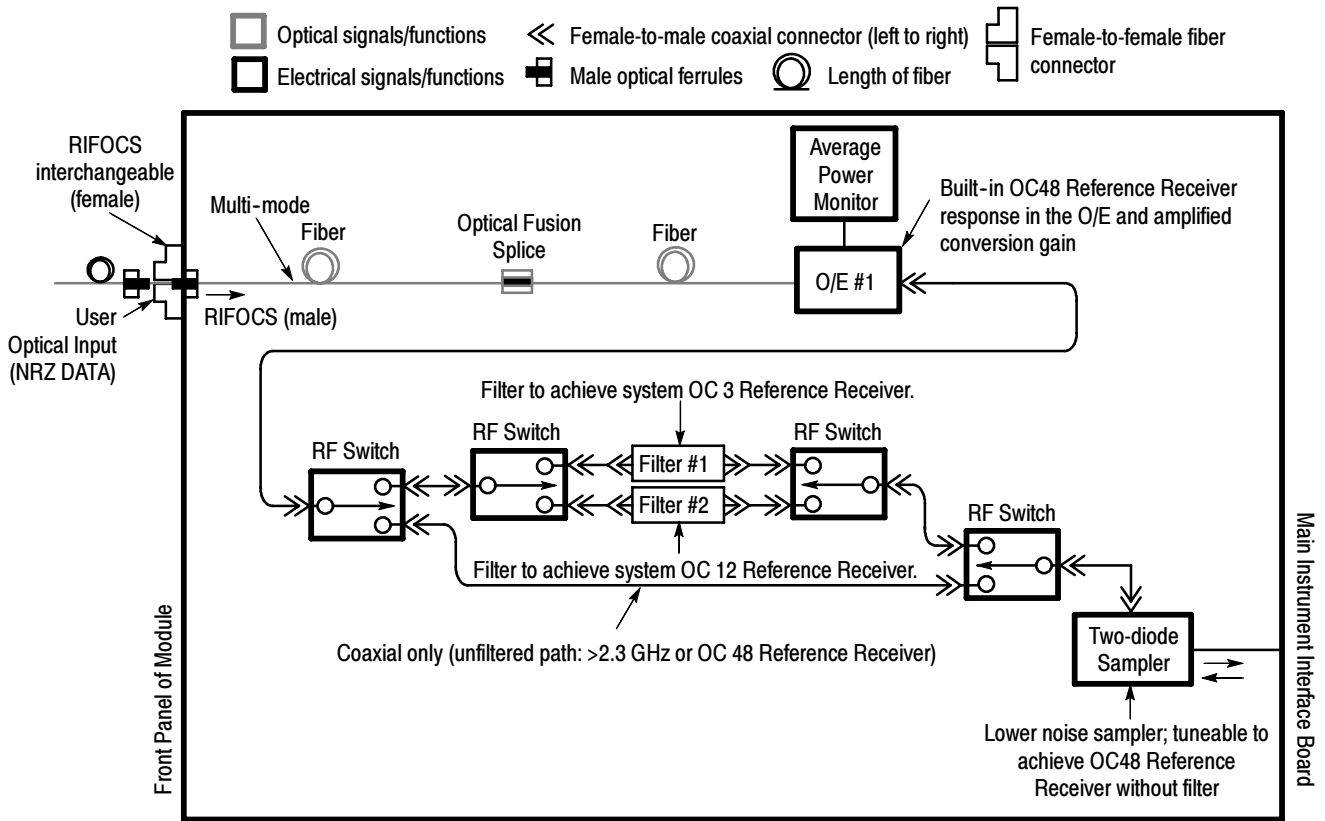 Optical signals/functions
Electrical signals/functions
Female-to-male coaxial connector (left to right)
Male optical ferrules
Length of fiber
Female-to-female fiber
connector
RIFOCS
interchangeable
(female)
Multi-mode
Fiber
Optical Fusion
Splice
Fiber
Average
Power
Monitor
Built-in OC48 Reference Receiver
response in the O/E and amplified
conversion gain
O/E #1
RIFOCS (male)
User
Optical Input
(NRZ DATA)
Filter to achieve system OC 3 Reference Receiver.
RF Switch
RF Switch
Filter #1
RF Switch
Filter #2
RF Switch
Filter to achieve system OC 12 Reference Receiver.
Coaxial only (unfiltered path: >2.3 GHz or OC 48 Reference Receiver)
Two-diode
Sampler
Lower noise sampler; tuneable to
achieve OC48 Reference
Receiver without filter
Front Panel of Module
Main Instrument Interface Board